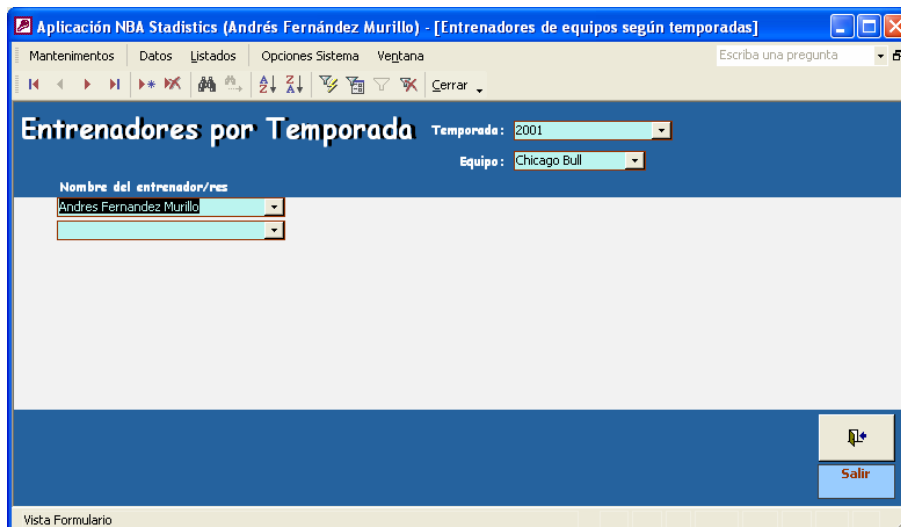 Aplicación NBA Stadistics (Andrés Fernández Murillo) - [Entrenadores de equipos según temporadas]
Mantenimentos Datos Listados Opciones Sistema Ventana Escriba una pregunta
Cerrar
Entrenadores por Temporada
Temporada: 2001
Equipo: Chicago Bull
Nombre del entrenador/res
Andres Fernandez Murillo
Salir
Vista Formulario